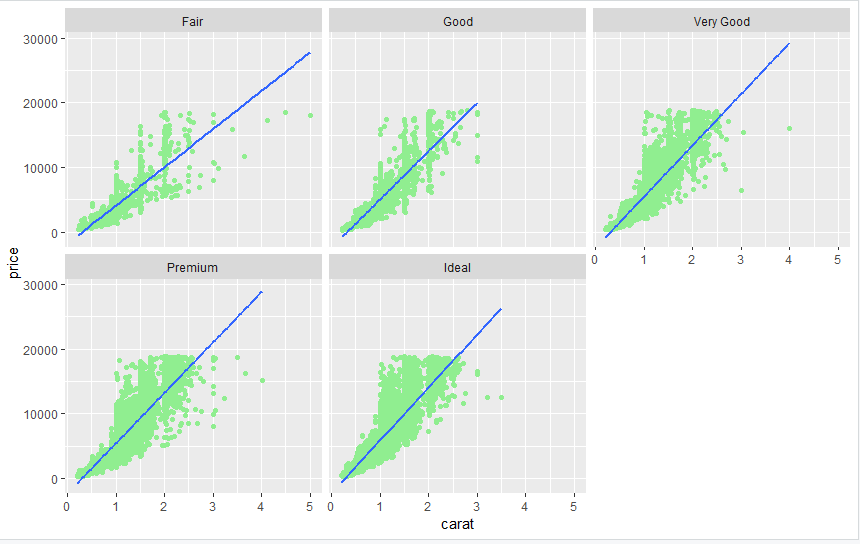 Fair Good Very Good
30000
20000
10000
0
0 1 2 3 4 5
price
Premium Ideal
30000
20000
10000
0
0 1 2 3 4 5 0 1 2 3 4 5
carat